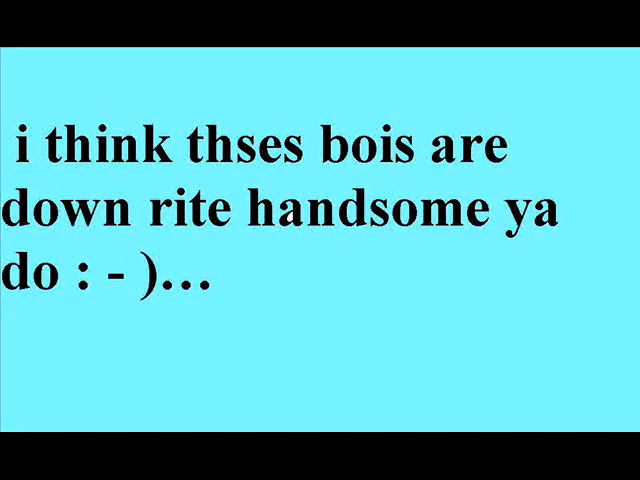 i think thses bois are
down rite handsome ya
do : - )...